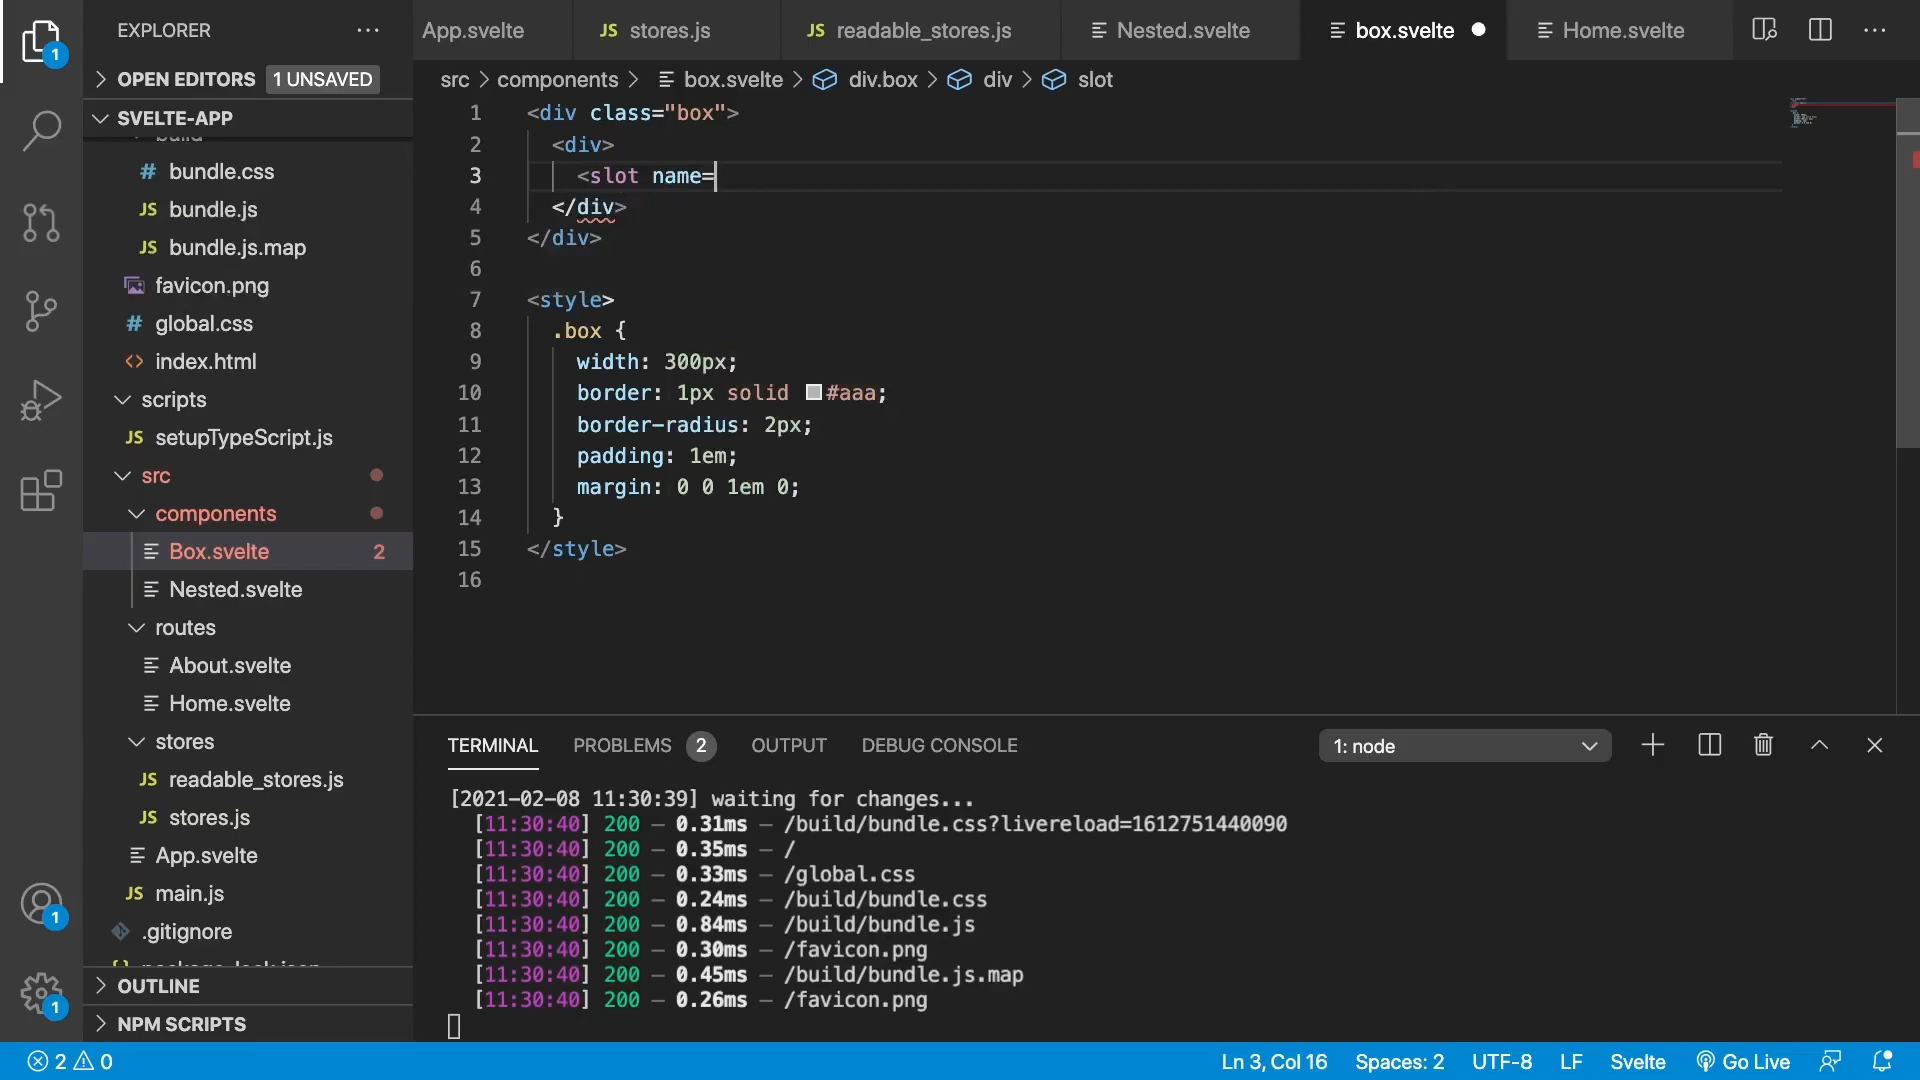 EXPLORER
App.svelte
JS stores.js
JS readable_stores.js
Nested.svelte
box.svelte
Home.svelte
1
OPEN EDITORS 1 UNSAVED
src > components > box.svelte > div.box > div > slot
SVELTE-APP
build
# bundle.css
JS bundle.js
JS bundle.js.map
favicon.png
# global.css
<> index.html
scripts
JS setupTypeScript.js
src
components
Box.svelte 2
Nested.svelte
routes
About.svelte
Home.svelte
stores
JS readable_stores.js
JS stores.js
App.svelte
JS main.js
.gitignore
OUTLINE
NPM SCRIPTS
1
1
1 <div class="box">
2 <div>
3 <slot name=
4 </div>
5 </div>
6
7 <style>
8 .box {
9 width: 300px;
10 border: 1px solid #aaa;
11 border-radius: 2px;
12 padding: 1em;
13 margin: 0 0 1em 0;
14 }
15 </style>
16
TERMINAL PROBLEMS 2 OUTPUT DEBUG CONSOLE 1: node
[2021-02-08 11:30:39] waiting for changes...
[11:30:40] 200 — 0.31ms — /build/bundle.css?livereload=1612751440090
[11:30:40] 200 — 0.35ms — /
[11:30:40] 200 — 0.33ms — /global.css
[11:30:40] 200 — 0.24ms — /build/bundle.css
[11:30:40] 200 — 0.84ms — /build/bundle.js
[11:30:40] 200 — 0.30ms — /favicon.png
[11:30:40] 200 — 0.45ms — /build/bundle.js.map
[11:30:40] 200 — 0.26ms — /favicon.png
2 0 Ln 3, Col 16 Spaces: 2 UTF-8 LF Svelte Go Live